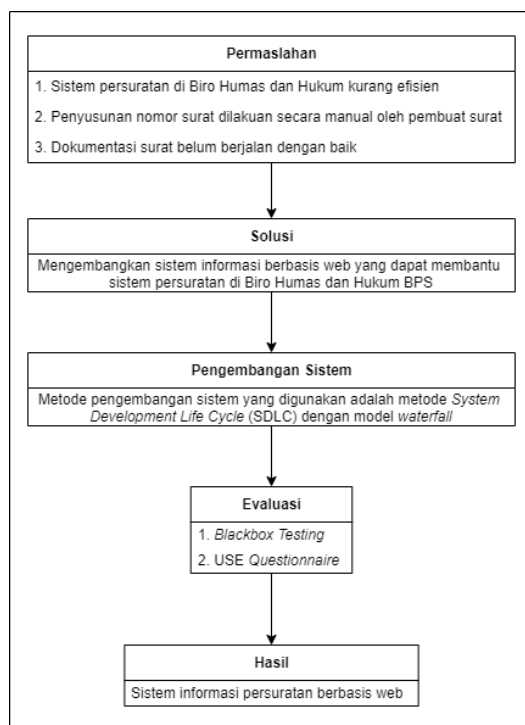 Permaslahan
1. Sistem persuratan di Biro Humas dan Hukum kurang efisien
2. Penyusunan nomor surat dilakuan secara manual oleh pembuat surat
3. Dokumentasi surat belum berjalan dengan baik
Solusi
Mengembangkan sistem informasi berbasis web yang dapat membantu
sistem persuratan di Biro Humas dan Hukum BPS
Pengembangan Sistem
Metode pengembangan sistem yang digunakan adalah metode System
Development Life Cycle (SDLC) dengan model waterfall
Evaluasi
1. Blackbox Testing
2. USE Questionnaire
Hasil
Sistem informasi persuratan berbasis web